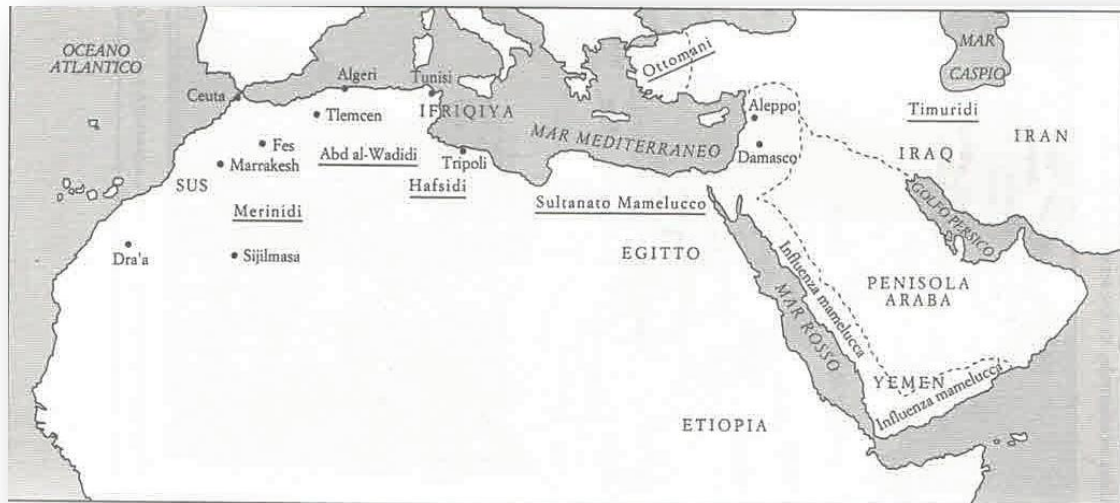 OCEANO
ATLANTICO
MAR
CASPIO
Ottomani
Algeri
Tunisi
Ceuta
IFRIQIYA
Aleppo
Timuridi
Tlemcen
MAR MEDITERRANEO
IRAN
Fes
Abd al-Wadidi
Tripoli
Damasco
IRAQ
Marrakesh
SUS
Hafsidi
Merinidi
Sultanato Mamelucco
GOLFO PERSICO
Dra'a
Sijilmasa
EGITTO
Influenza mamelucca
PENISOLA
ARABA
MAR ROSSO
YEMEN
Influenza mamelucca
ETIOPIA